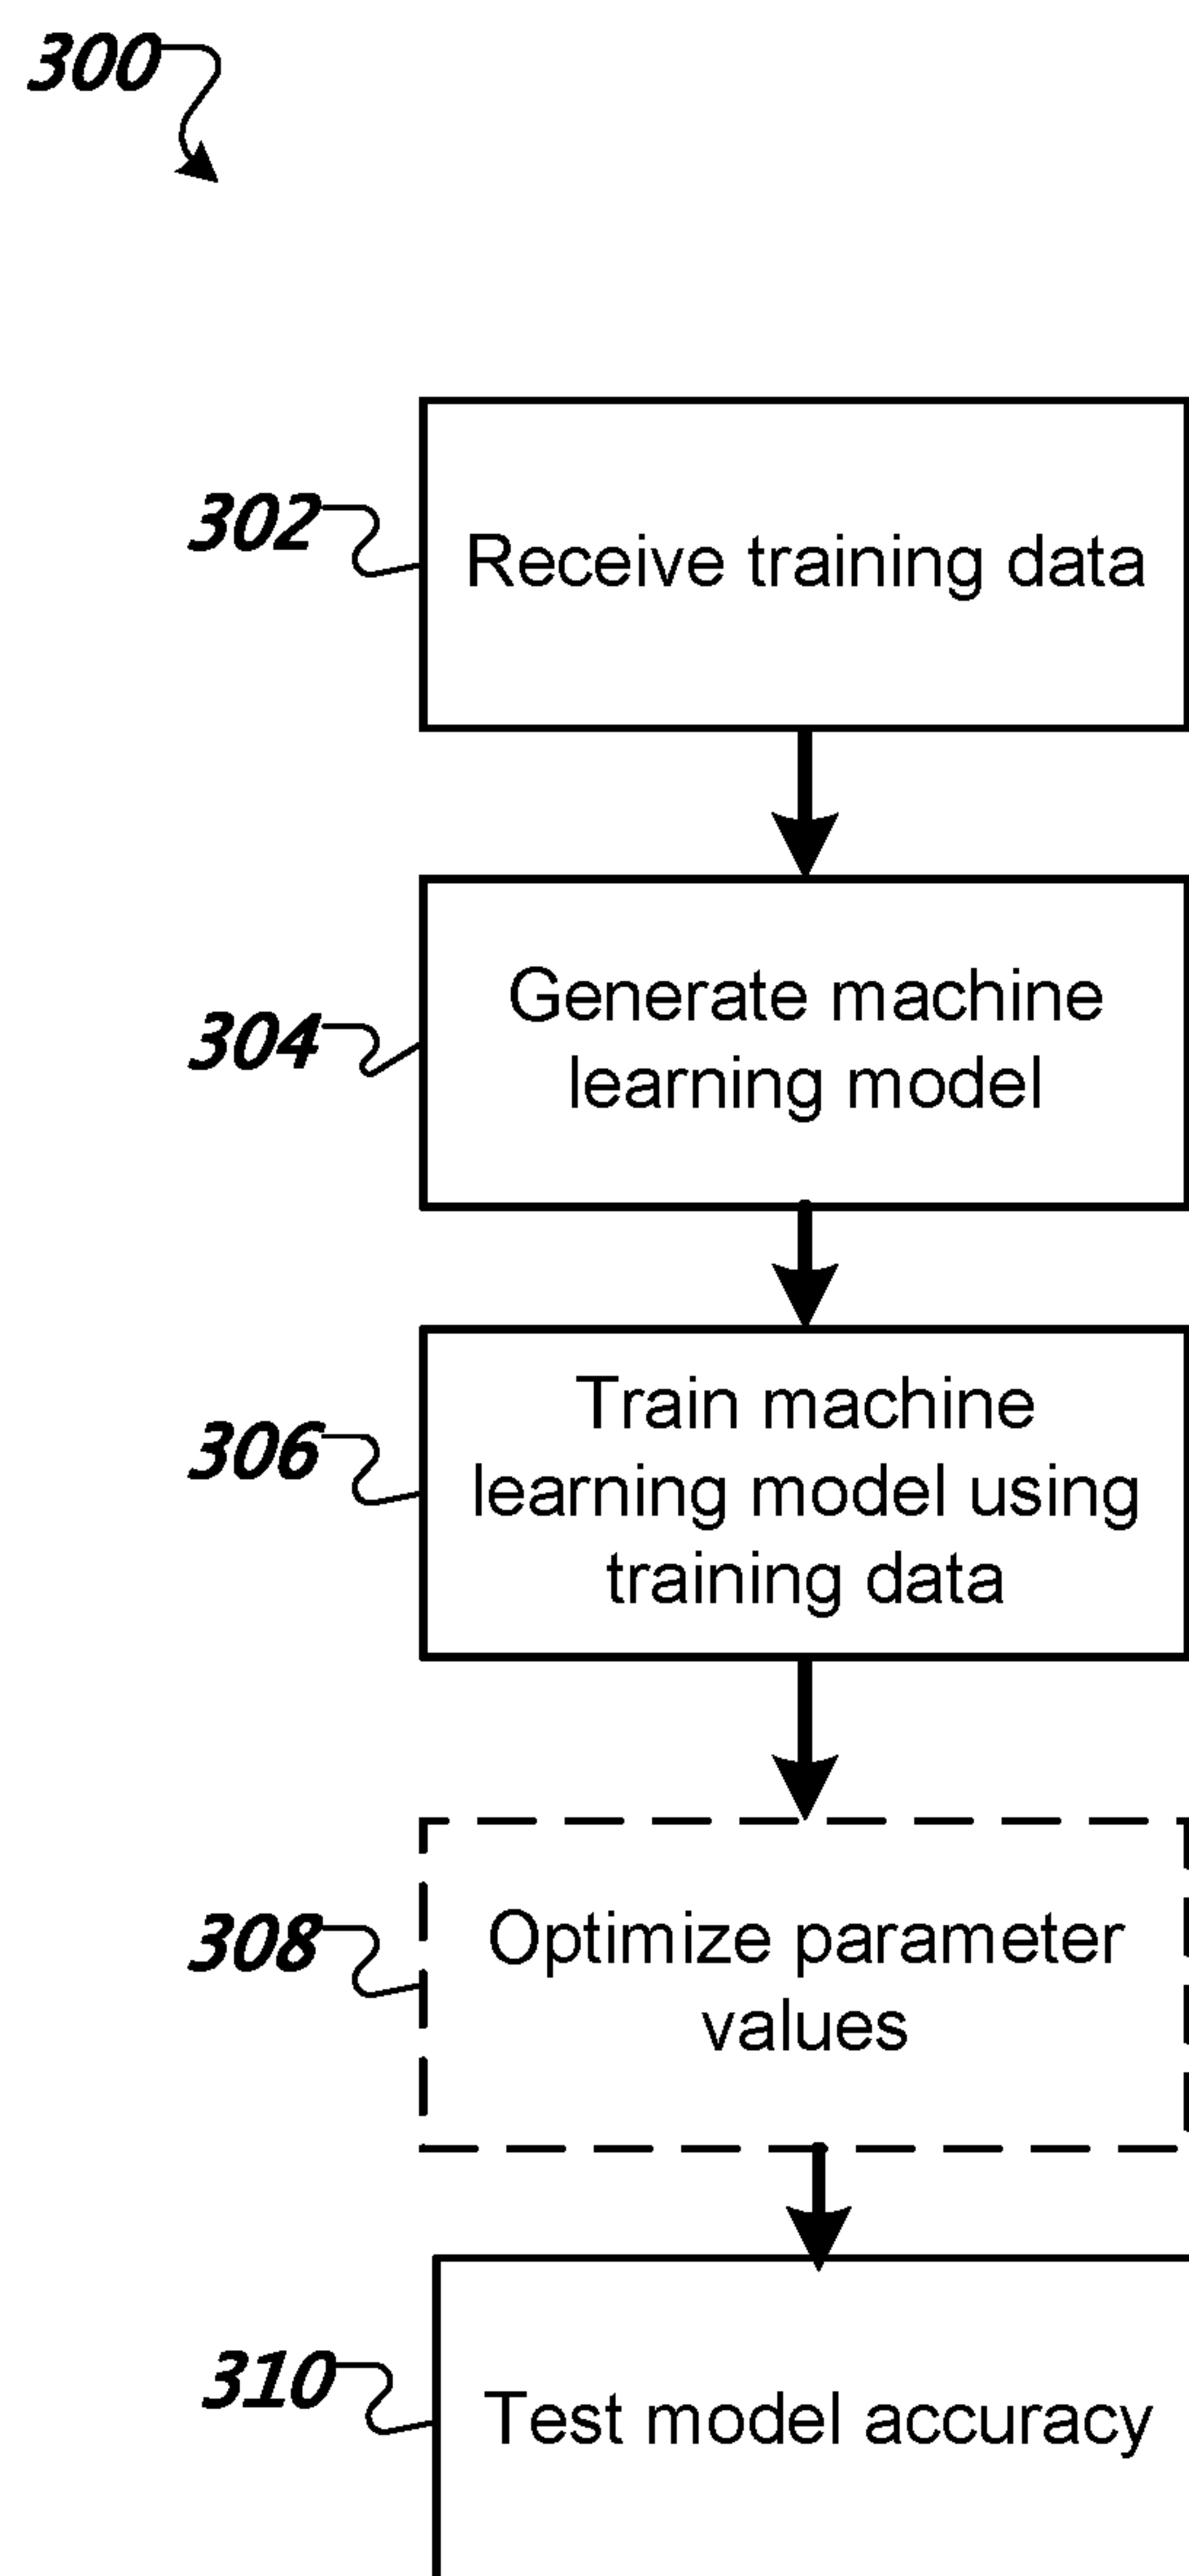 300
302
Receive training data
304
Generate machine
learning model
306
Train machine
learning model using
training data
308
Optimize parameter
values
310
Test model accuracy